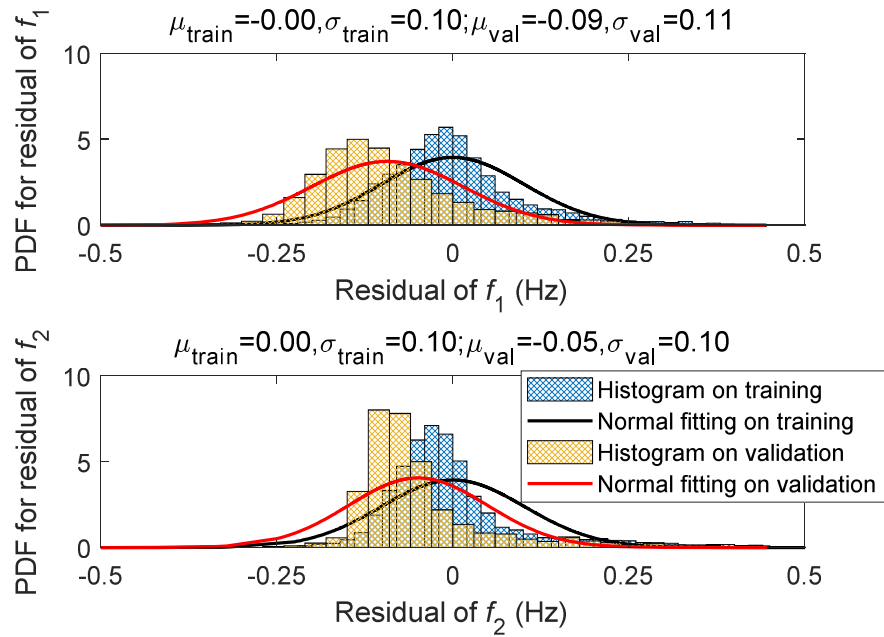 μtrain=-0.00,σtrain=0.10;μval=-0.09,σval=0.11
PDF for residual of f1
10
5
0
-0.5 -0.25 0 0.25 0.5
Residual of f1 (Hz)
μtrain=0.00,σtrain=0.10;μval=-0.05,σval=0.10
PDF for residual of f2
10
5
0
Histogram on training
Normal fitting on training
Histogram on validation
Normal fitting on validation
-0.5 -0.25 0 0.25 0.5
Residual of f2 (Hz)